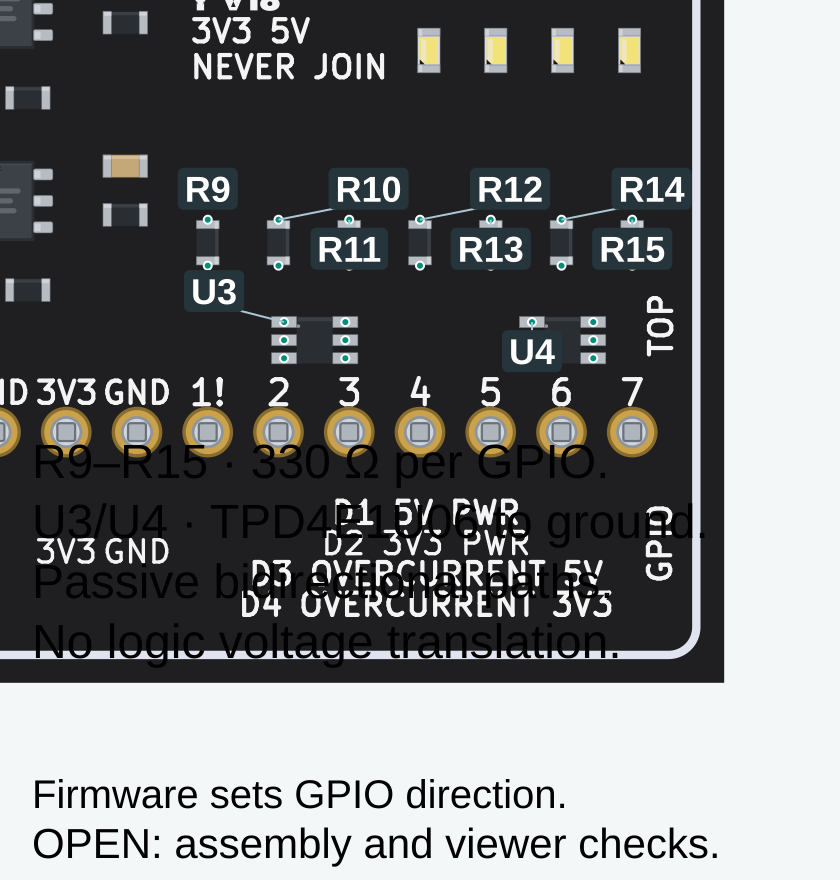 3V3 5V
NEVER JOIN
R9 R10 R12 R14
R11 R13 R15
U3
U4
TOP
3V3 GND 1! 2 3 4 5 6 7
R9–R15 · 330 Ω per GPIO.
D1 5V PWR
U3/U4 · TPD4E1U06 to ground.
D2 3V3 PWR
3V3 GND
GPIO
D3 OVERCURRENT 5V
Passive bidirectional paths.
D4 OVERCURRENT 3V3
No logic voltage translation.
Firmware sets GPIO direction.
OPEN: assembly and viewer checks.